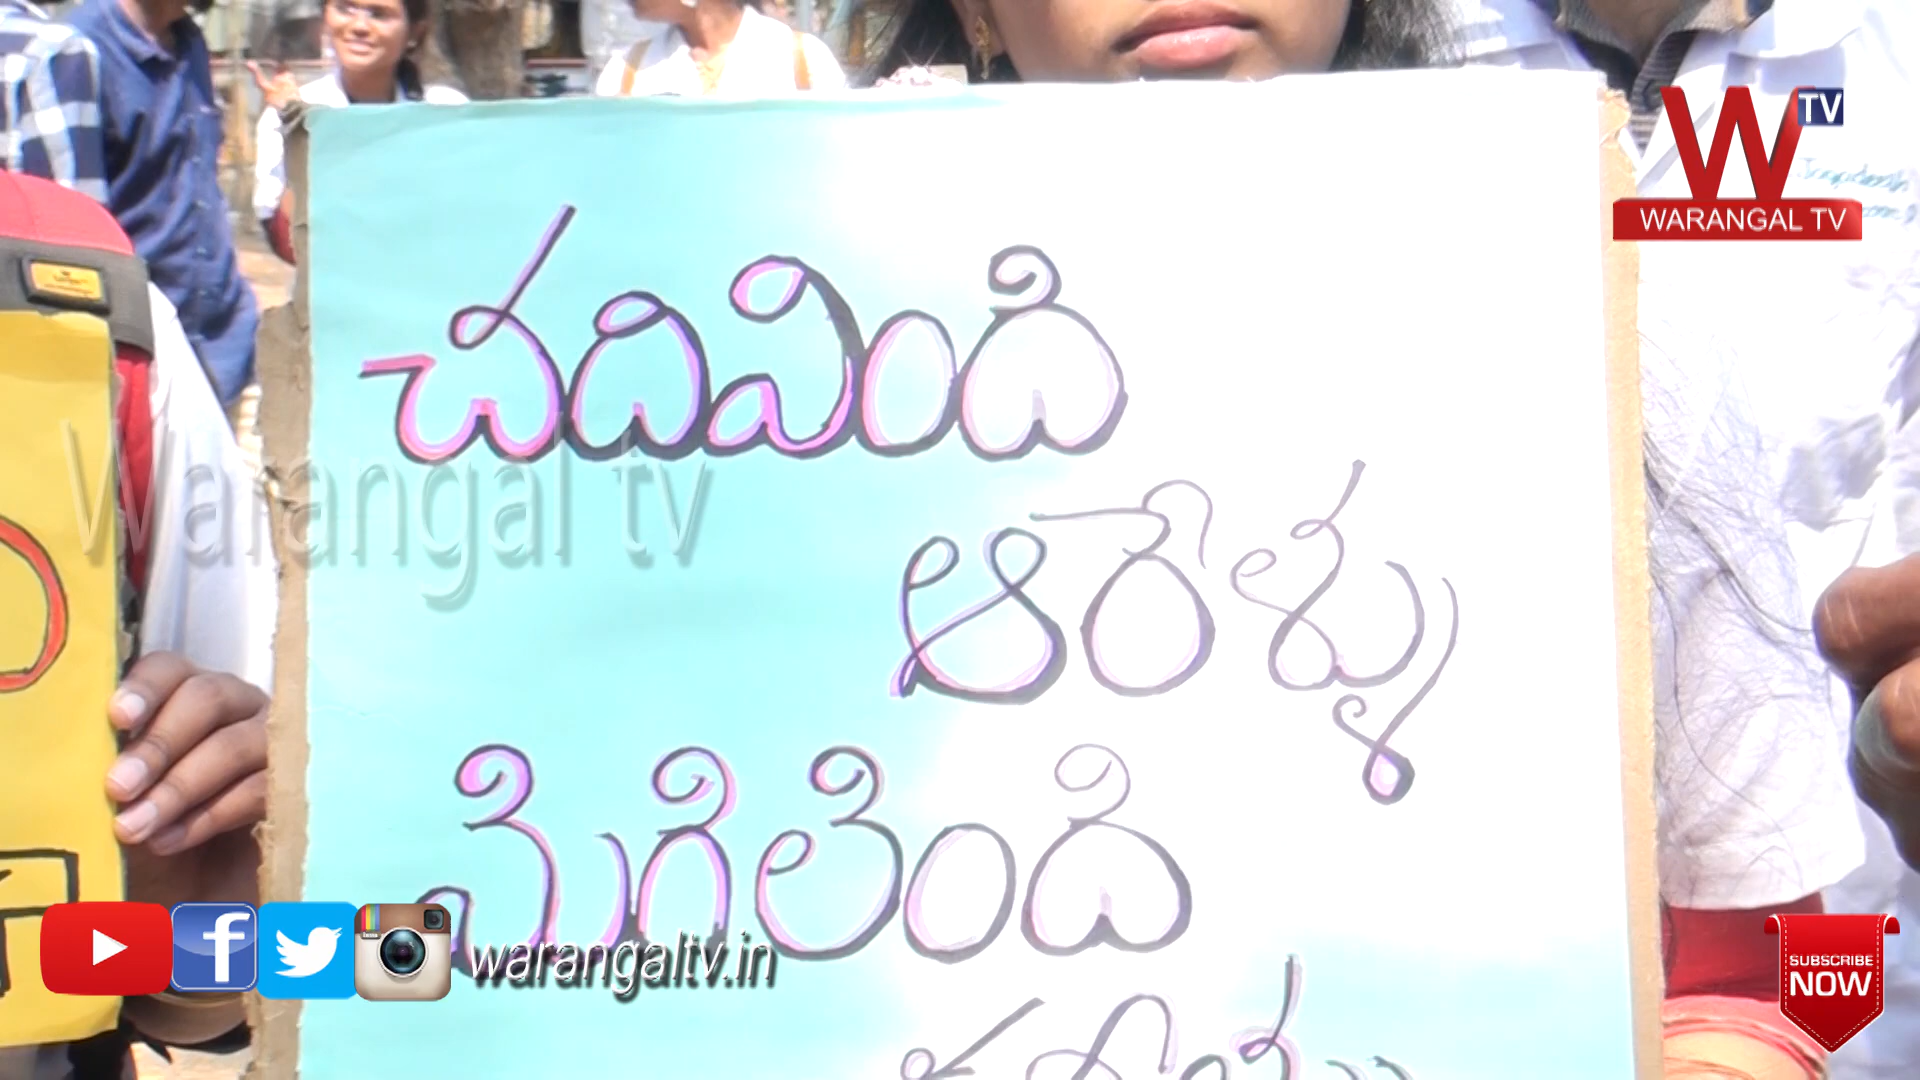 TV
W
WARANGAL TV
చదివింది
ఆరేళ్ళు
Warangal tv
మిగిలింది
warangaltv.in
SUBSCRIBE
NOW